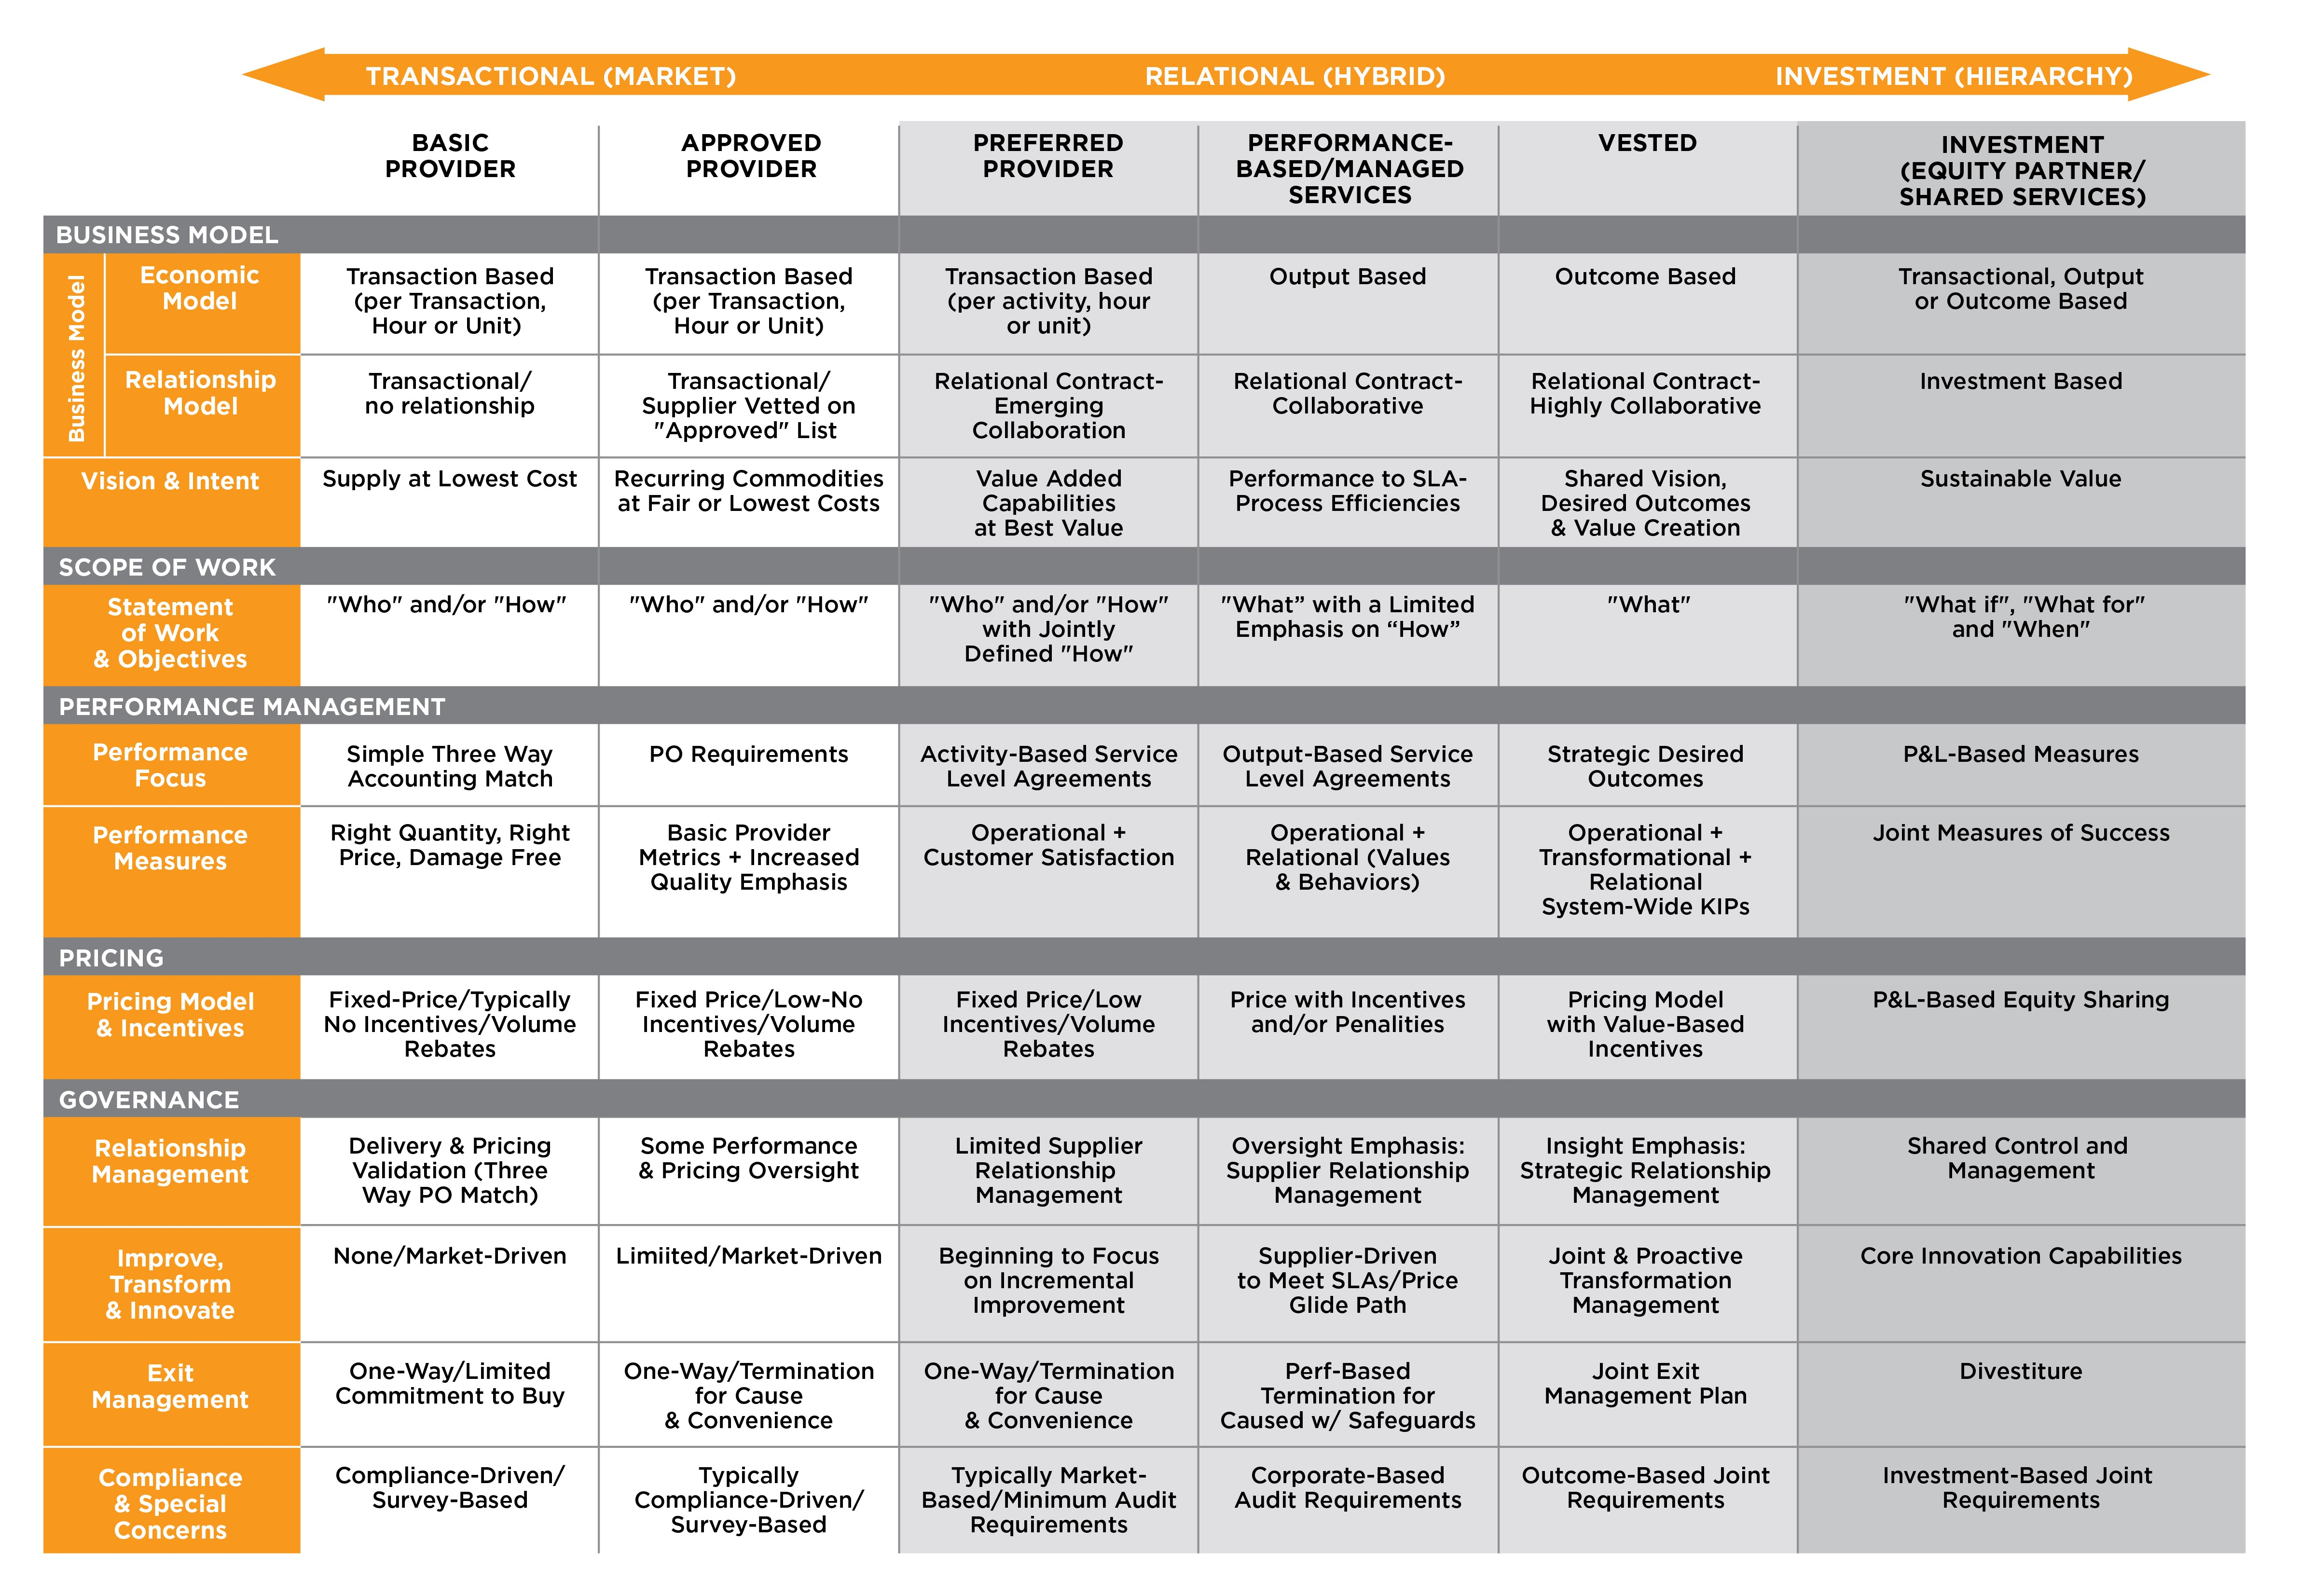 TRANSACTIONAL (MARKET)
RELATIONAL (HYBRID)
INVESTMENT (HIERARCHY)
BASIC
PROVIDER
APPROVED
PROVIDER
PREFERRED
PROVIDER
PERFORMANCE-
BASED/MANAGED
SERVICES
VESTED
INVESTMENT
(EQUITY PARTNER/
SHARED SERVICES)
BUSINESS MODEL
Business Model
Economic
Model
Transaction Based
(per Transaction,
Hour or Unit)
Transaction Based
(per Transaction,
Hour or Unit)
Transaction Based
(per activity, hour
or unit)
Output Based
Outcome Based
Transactional, Output
or Outcome Based
Relationship
Model
Transactional/
no relationship
Transactional/
Supplier Vetted on
"Approved" List
Relational Contract-
Emerging
Collaboration
Relational Contract-
Collaborative
Relational Contract-
Highly Collaborative
Investment Based
Vision & Intent
Supply at Lowest Cost
Recurring Commodities
at Fair or Lowest Costs
Value Added
Capabilities
at Best Value
Performance to SLA-
Process Efficiencies
Shared Vision,
Desired Outcomes
& Value Creation
Sustainable Value
SCOPE OF WORK
Statement
of Work
& Objectives
"Who" and/or "How"
"Who" and/or "How"
"Who" and/or "How"
with Jointly
Defined "How"
"What” with a Limited
Emphasis on “How”
"What"
"What if", "What for"
and "When"
PERFORMANCE MANAGEMENT
Performance
Focus
Simple Three Way
Accounting Match
PO Requirements
Activity-Based Service
Level Agreements
Output-Based Service
Level Agreements
Strategic Desired
Outcomes
P&L-Based Measures
Performance
Measures
Right Quantity, Right
Price, Damage Free
Basic Provider
Metrics + Increased
Quality Emphasis
Operational +
Customer Satisfaction
Operational +
Relational (Values
& Behaviors)
Operational +
Transformational +
Relational
System-Wide KIPs
Joint Measures of Success
PRICING
Pricing Model
& Incentives
Fixed-Price/Typically
No Incentives/Volume
Rebates
Fixed Price/Low-No
Incentives/Volume
Rebates
Fixed Price/Low
Incentives/Volume
Rebates
Price with Incentives
and/or Penalities
Pricing Model
with Value-Based
Incentives
P&L-Based Equity Sharing
GOVERNANCE
Relationship
Management
Delivery & Pricing
Validation (Three
Way PO Match)
Some Performance
& Pricing Oversight
Limited Supplier
Relationship
Management
Oversight Emphasis:
Supplier Relationship
Management
Insight Emphasis:
Strategic Relationship
Management
Shared Control and
Management
Improve,
Transform
& Innovate
None/Market-Driven
Limiited/Market-Driven
Beginning to Focus
on Incremental
Improvement
Supplier-Driven
to Meet SLAs/Price
Glide Path
Joint & Proactive
Transformation
Management
Core Innovation Capabilities
Exit
Management
One-Way/Limited
Commitment to Buy
One-Way/Termination
for Cause
& Convenience
One-Way/Termination
for Cause
& Convenience
Perf-Based
Termination for
Caused w/ Safeguards
Joint Exit
Management Plan
Divestiture
Compliance
& Special
Concerns
Compliance-Driven/
Survey-Based
Typically
Compliance-Driven/
Survey-Based
Typically Market-
Based/Minimum Audit
Requirements
Corporate-Based
Audit Requirements
Outcome-Based Joint
Requirements
Investment-Based Joint
Requirements